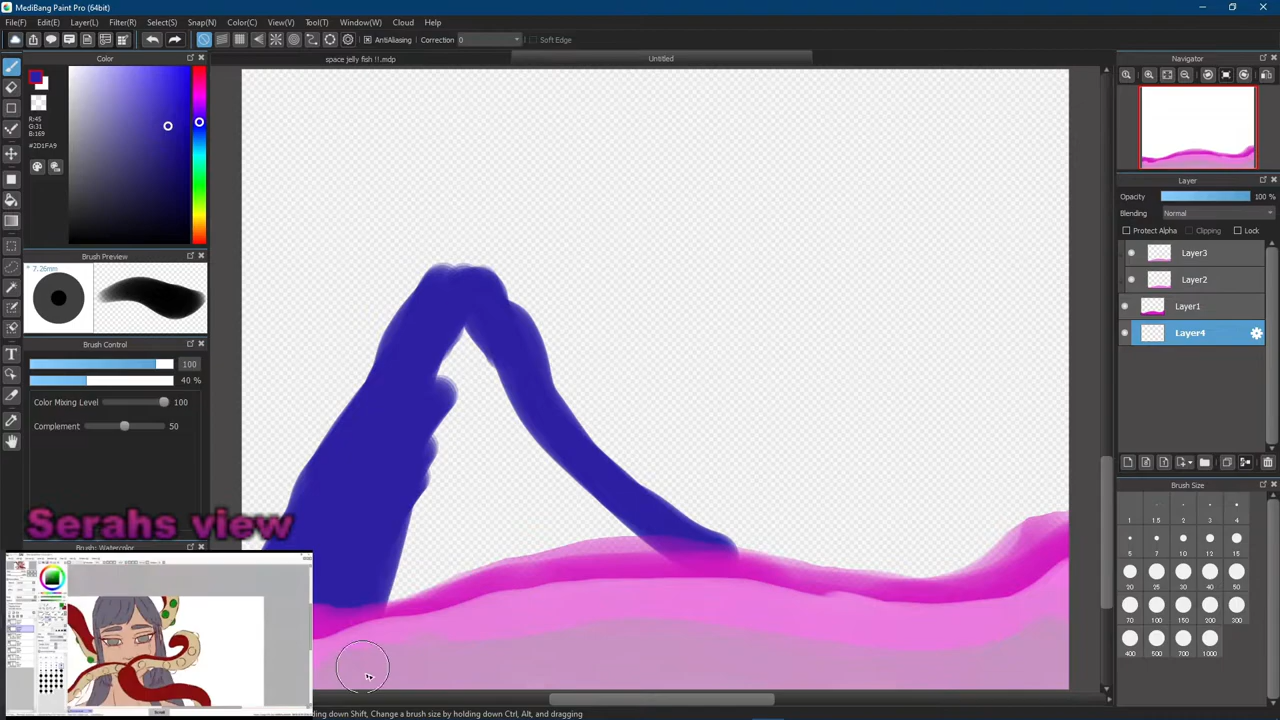 MediBang Paint Pro (64bit)
File(F) Edit(E) Layer(L) Filter(R) Select(S) Snap(N) Color(C) View(V) Tool(T) Window(W) Cloud Help
AntiAliasing Correction 0 Soft Edge
Color
space jelly fish !!.mdp
Untitled
Navigator
R:45
G:31
B:169
#2D1FA9
Layer
Opacity 100 %
Blending Normal
Protect Alpha Clipping Lock
Layer3
Layer2
Layer1
Layer4
Brush Preview
* 7.26mm
Brush Control
100
40 %
Color Mixing Level 100
Complement 50
Brush Size
1 1.5 2 3 4
5 7 10 12 15
20 25 30 40 50
70 100 150 200 300
400 500 700 1000
Serahs view
Brush: Watercolor
ding down Shift, Change a brush size by holding down Ctrl, Alt, and dragging